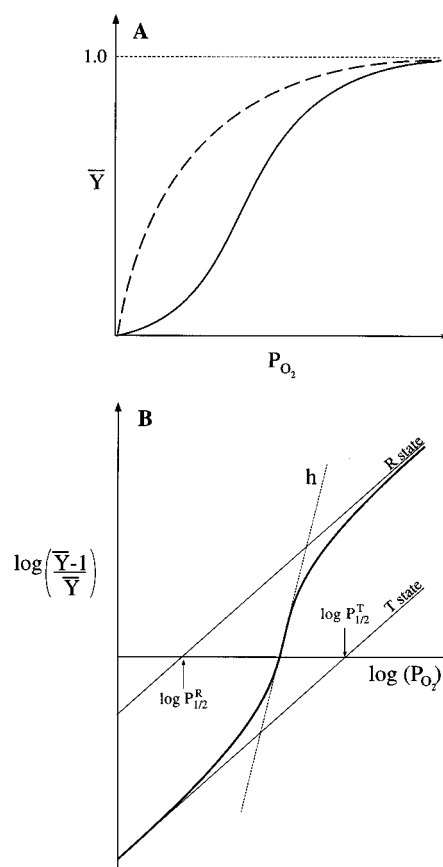 A
1.0
Y̅
P_O₂
B
R state
h
log(Y̅-1/Y̅)
log P^T_1/2
T state
log P^R_1/2
log (P_O₂)